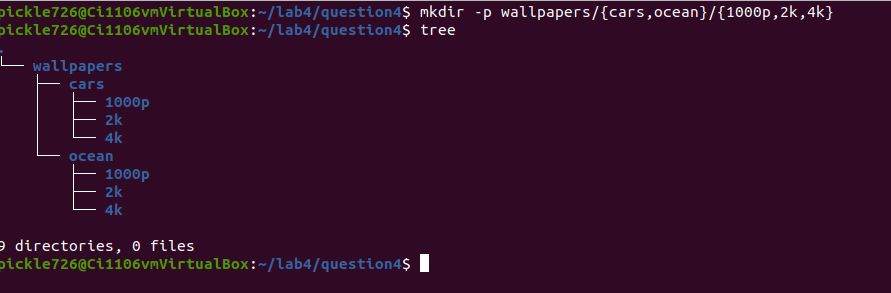 pickle726@Ci1106vmVirtualBox:~/lab4/question4$ mkdir -p wallpapers/{cars,ocean}/{1000p,2k,4k}
pickle726@Ci1106vmVirtualBox:~/lab4/question4$ tree
.
└── wallpapers
    ├── cars
    │   ├── 1000p
    │   ├── 2k
    │   └── 4k
    └── ocean
        ├── 1000p
        ├── 2k
        └── 4k
9 directories, 0 files
pickle726@Ci1106vmVirtualBox:~/lab4/question4$